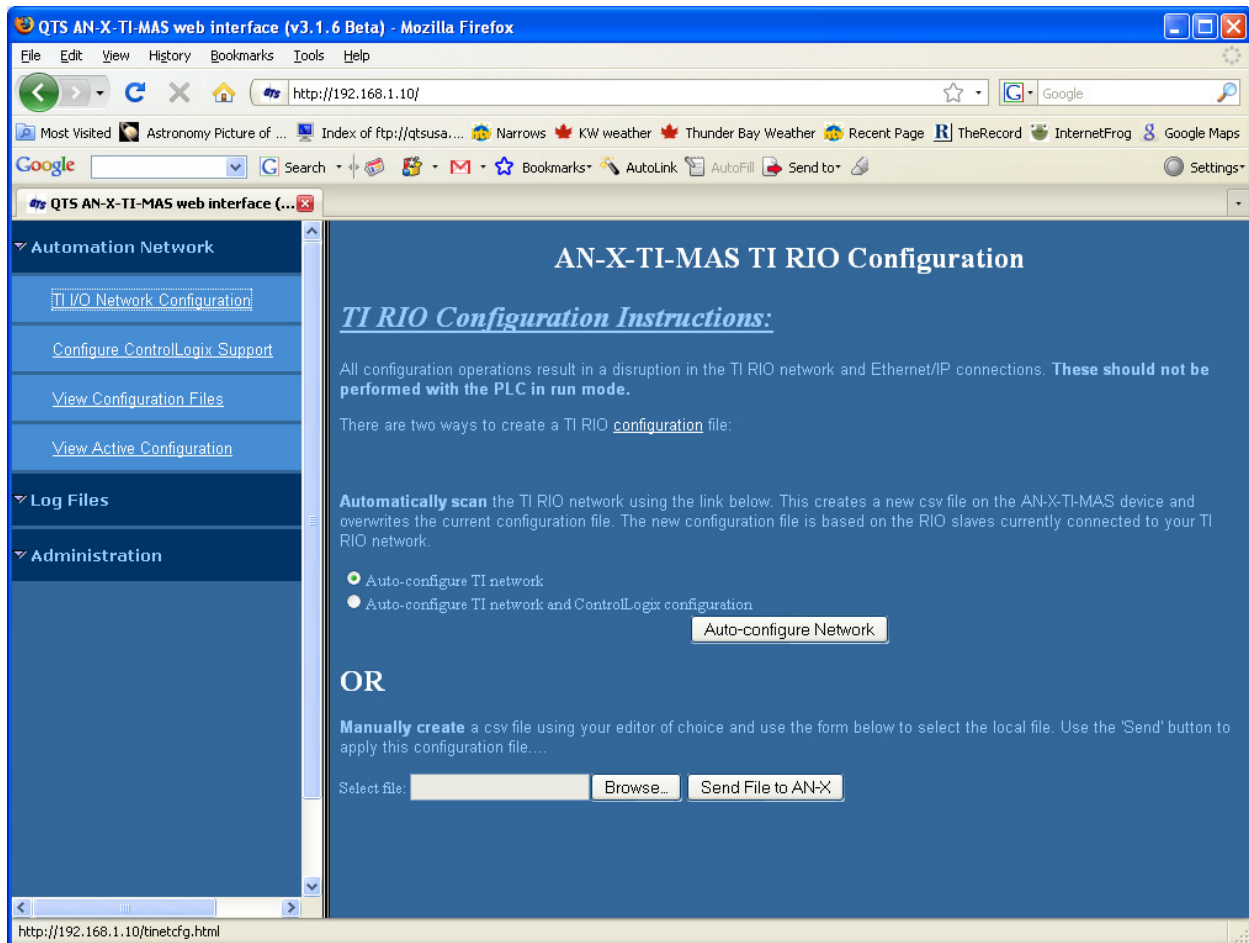 QTS AN-X-TI-MAS web interface (v3.1.6 Beta) - Mozilla Firefox
File Edit View History Bookmarks Tools Help
qts http://192.168.1.10/ G Google
Most Visited Astronomy Picture of ... Index of ftp://qtsusa.... Narrows KW weather Thunder Bay Weather Recent Page R TheRecord InternetFrog 8 Google Maps
Google G Search Bookmarks AutoLink AutoFill Send to Settings
qts QTS AN-X-TI-MAS web interface (...
Automation Network
TI I/O Network Configuration
Configure ControlLogix Support
View Configuration Files
View Active Configuration
Log Files
Administration
AN-X-TI-MAS TI RIO Configuration
TI RIO Configuration Instructions:
All configuration operations result in a disruption in the TI RIO network and Ethernet/IP connections. These should not be
performed with the PLC in run mode.
There are two ways to create a TI RIO configuration file:
Automatically scan the TI RIO network using the link below. This creates a new csv file on the AN-X-TI-MAS device and
overwrites the current configuration file. The new configuration file is based on the RIO slaves currently connected to your TI
RIO network.
Auto-configure TI network
Auto-configure TI network and ControlLogix configuration
Auto-configure Network
OR
Manually create a csv file using your editor of choice and use the form below to select the local file. Use the 'Send' button to
apply this configuration file....
Select file: Browse... Send File to AN-X
http://192.168.1.10/tinetcfg.html